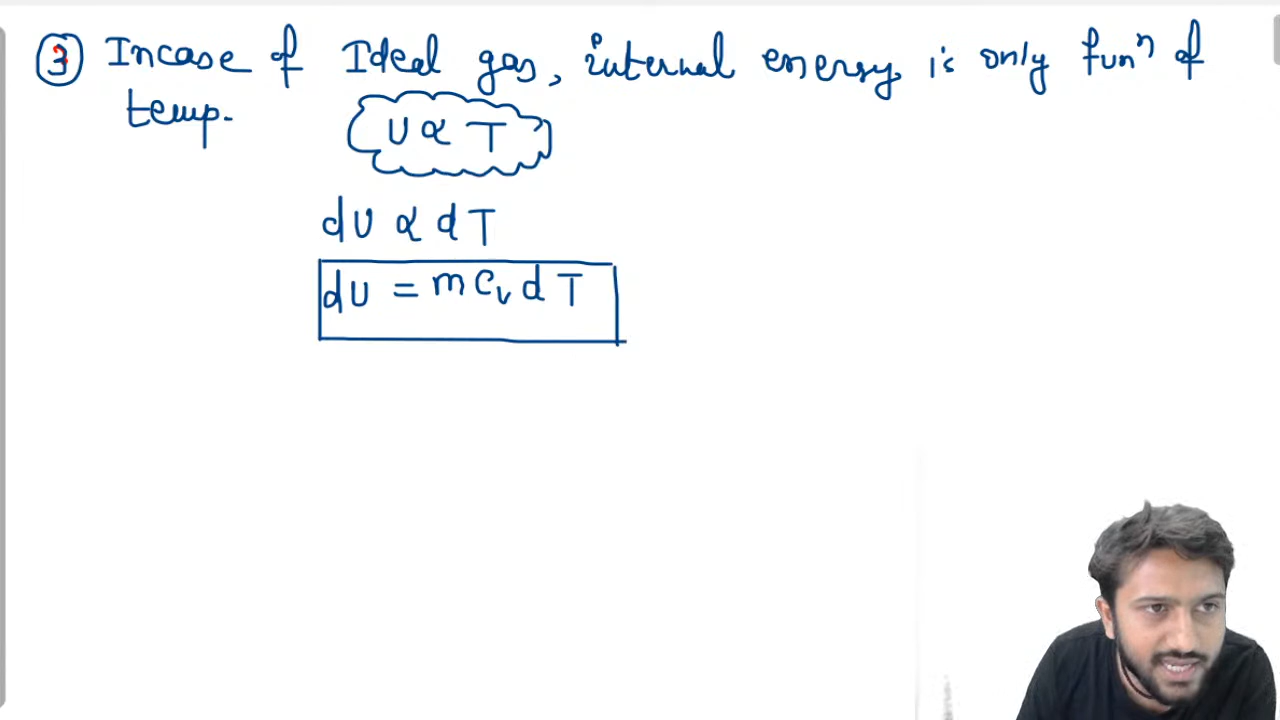 ③ Incase of Ideal gas, internal energy is only funⁿ of
temp.
U ∝ T
dU ∝ dT
dU = mCᵥdT